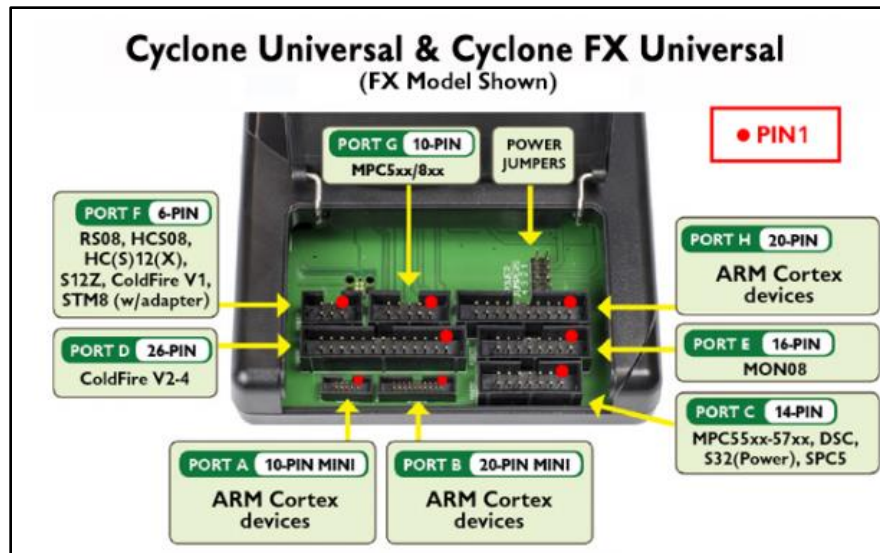 Cyclone Universal & Cyclone FX Universal
(FX Model Shown)
PIN1
PORT G 10-PIN
MPC5xx/8xx
POWER
JUMPERS
PORT F 6-PIN
RS08, HCS08,
HC(S)12(X),
S12Z, ColdFire V1,
STM8 (w/adapter)
PORT H 20-PIN
ARM Cortex
devices
PORT D 26-PIN
ColdFire V2-4
PORT E 16-PIN
MON08
PORT C 14-PIN
MPC55xx-57xx, DSC,
S32(Power), SPC5
PORT A 10-PIN MINI
ARM Cortex
devices
PORT B 20-PIN MINI
ARM Cortex
devices